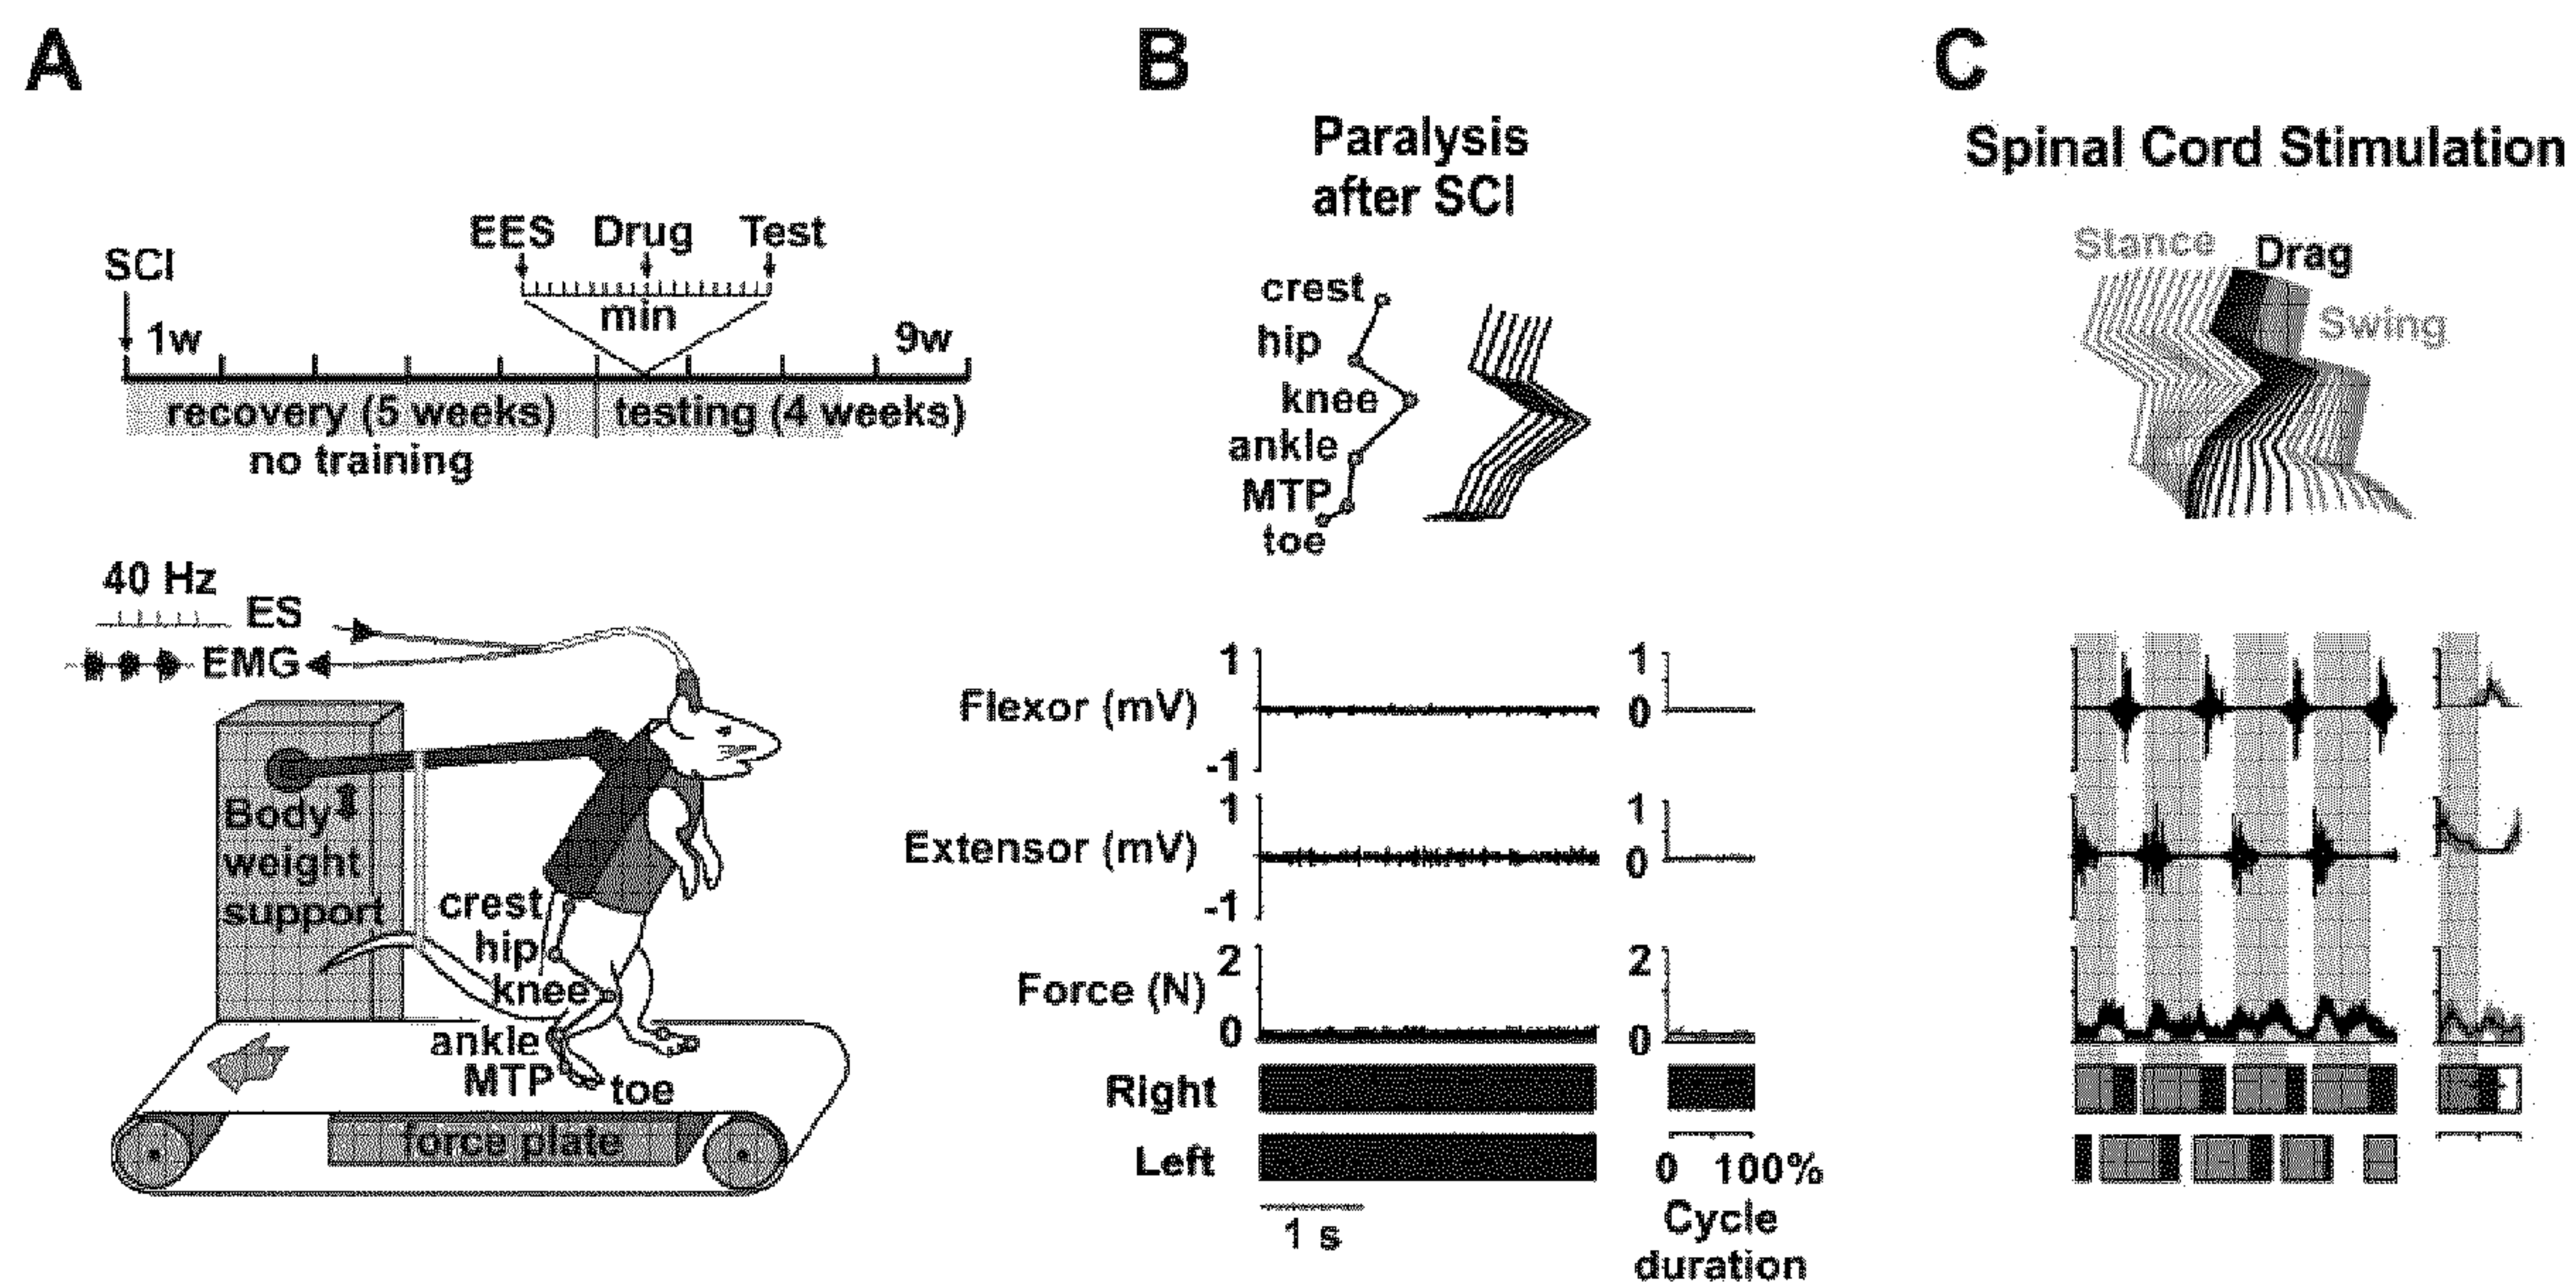 A
SCI
EES Drug Test
min
1w 9w
recovery (5 weeks) testing (4 weeks)
no training
40 Hz
ES
EMG
Body
weight
support
crest
hip
knee
ankle
MTP toe
force plate
B
Paralysis
after SCI
crest
hip
knee
ankle
MTP
toe
Flexor (mV)
1
-1
1
0
Extensor (mV)
1
-1
1
0
Force (N)
2
0
2
0
Right
Left
1 s
0 100%
Cycle
duration
C
Spinal Cord Stimulation
Stance Drag
Swing